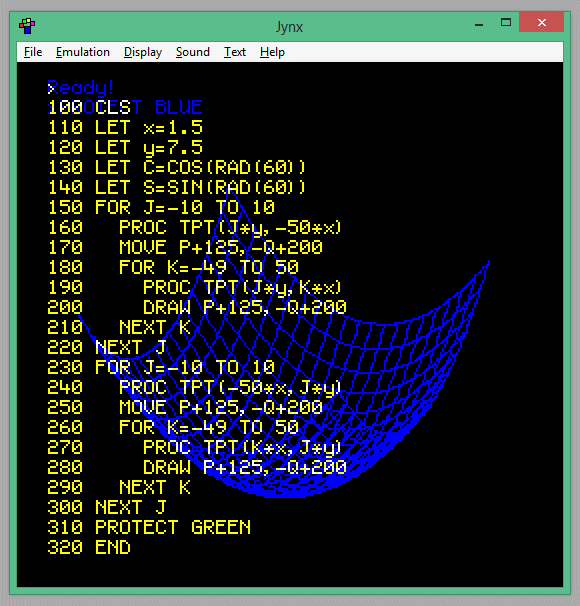 Jynx
File Emulation Display Sound Text Help
Ready!
>
BLUE
100 CLS
110 LET x=1.5
120 LET y=7.5
130 LET C=COS(RAD(60))
140 LET S=SIN(RAD(60))
150 FOR J=-10 TO 10
160 PROC TPT(J*y,-50*x)
170 MOVE P+125,-Q+200
180 FOR K=-49 TO 50
190 PROC TPT(J*y,K*x)
200 DRAW P+125,-Q+200
210 NEXT K
220 NEXT J
230 FOR J=-10 TO 10
240 PROC TPT(-50*x,J*y)
250 MOVE P+125,-Q+200
260 FOR K=-49 TO 50
270 PROC TPT(K*x,J*y)
280 DRAW P+125,-Q+200
290 NEXT K
300 NEXT J
310 PROTECT GREEN
320 END